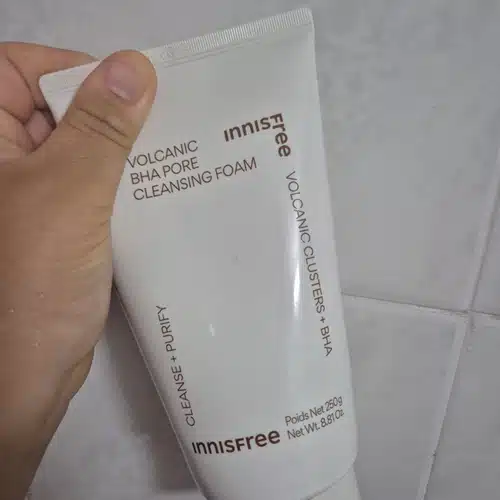 innisFree
VOLCANIC
BHA PORE
CLEANSING FOAM
VOLCANIC CLUSTERS + BHA
CLEANSE + PURIFY
innisFree
Poids Net 250g
Net Wt. 8.81 Oz